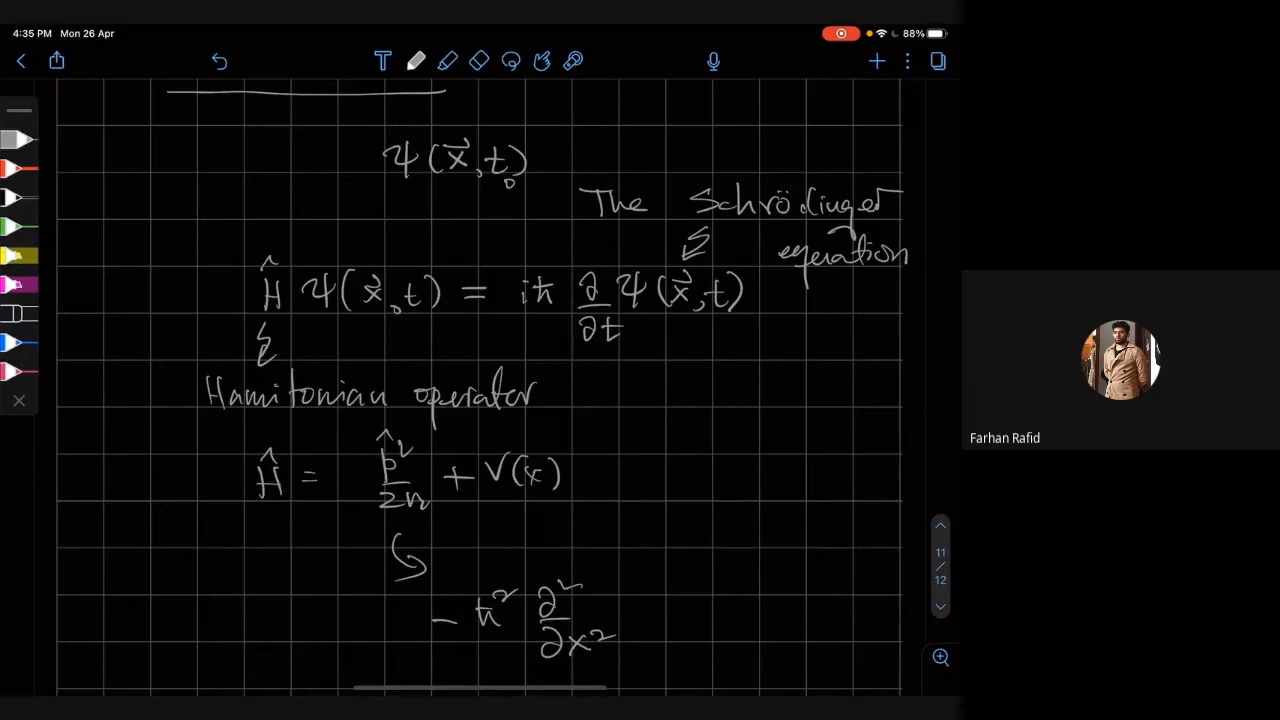 4:35 PM Mon 26 Apr
88%
Ψ(x⃗, t₀)
The Schrödinger
equation
Ĥ Ψ(x⃗, t) = iħ ∂/∂t Ψ(x⃗, t)
Hamitonian operator
Ĥ = p̂²/2m + V(x)
- ħ² ∂²/∂x²
11
/
12
Farhan Rafid